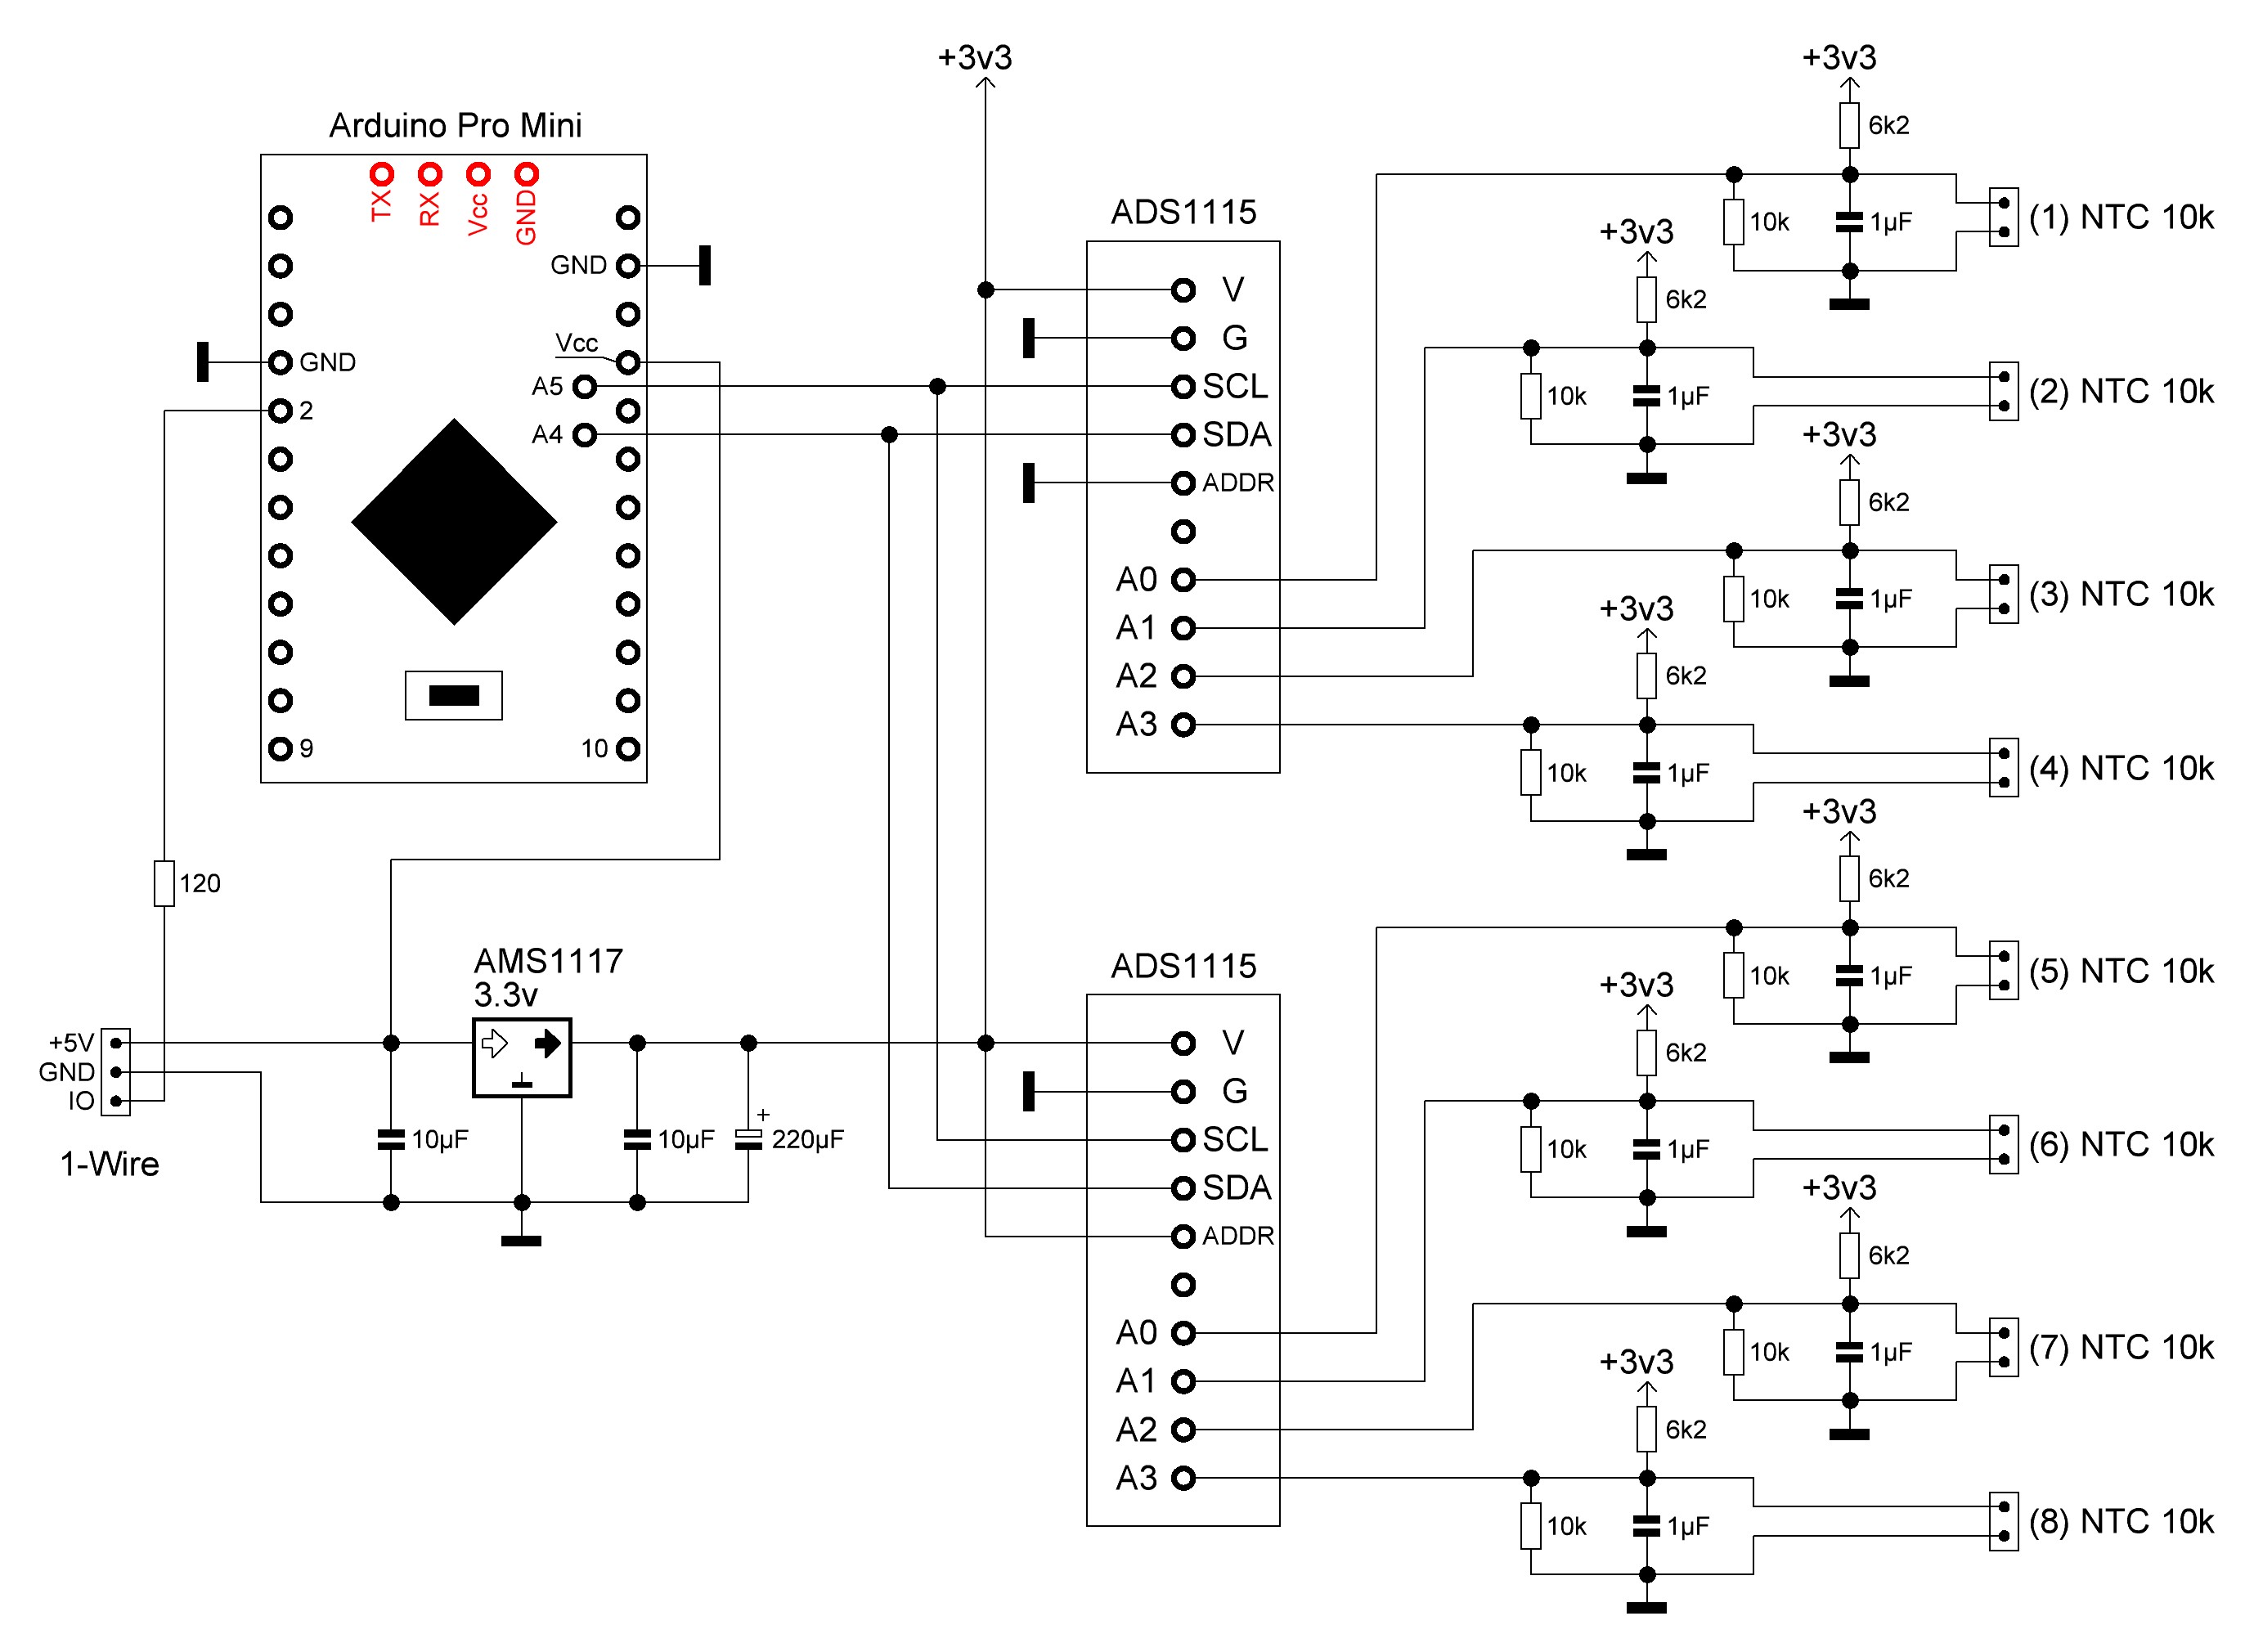 Arduino Pro Mini
TX
RX
Vcc
GND
GND
Vcc
GND
A5
2
A4
9
10
120
AMS1117
3.3v
+5V
GND
IO
1-Wire
10µF
10µF
+
220µF
+3v3
ADS1115
V
G
SCL
SDA
ADDR
A0
A1
A2
A3
ADS1115
V
G
SCL
SDA
ADDR
A0
A1
A2
A3
+3v3
6k2
10k
1µF
(1) NTC 10k
+3v3
6k2
10k
1µF
(2) NTC 10k
+3v3
6k2
10k
1µF
(3) NTC 10k
+3v3
6k2
10k
1µF
(4) NTC 10k
+3v3
6k2
10k
1µF
(5) NTC 10k
+3v3
6k2
10k
1µF
(6) NTC 10k
+3v3
6k2
10k
1µF
(7) NTC 10k
+3v3
6k2
10k
1µF
(8) NTC 10k